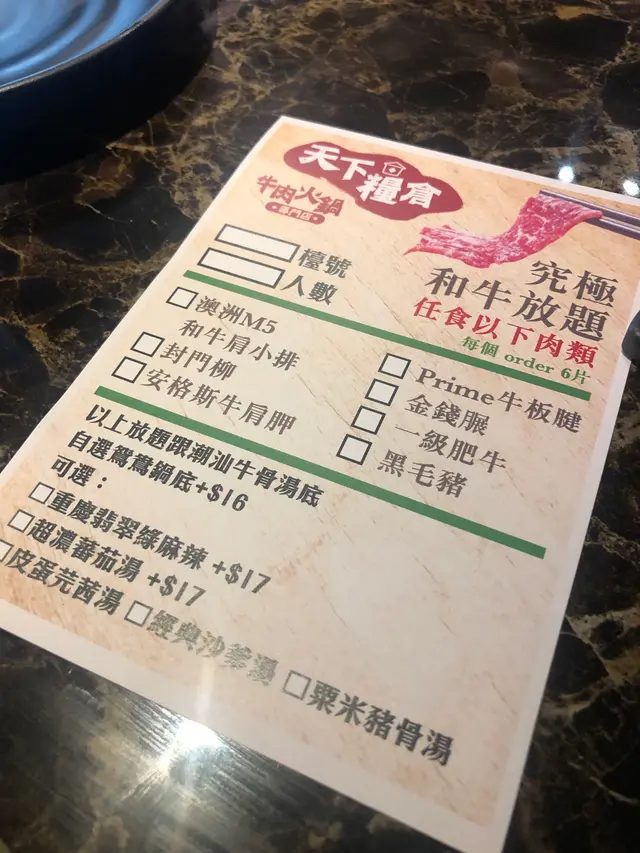 天下糧倉
牛肉火鍋
專門店
檯號
人數
究極
和牛放題
任食以下肉類
每個 order 6片
澳洲M5
和牛肩小排
封門柳
安格斯牛肩胛
Prime牛板腱
金錢𦟌
一級肥牛
黑毛豬
以上放題跟潮汕牛骨湯底
自選鴛鴦鍋底+$16
可選：
重慶翡翠綠麻辣 +$17
超濃番茄湯 +$17
皮蛋芫茜湯 經典沙爹湯 粟米豬骨湯